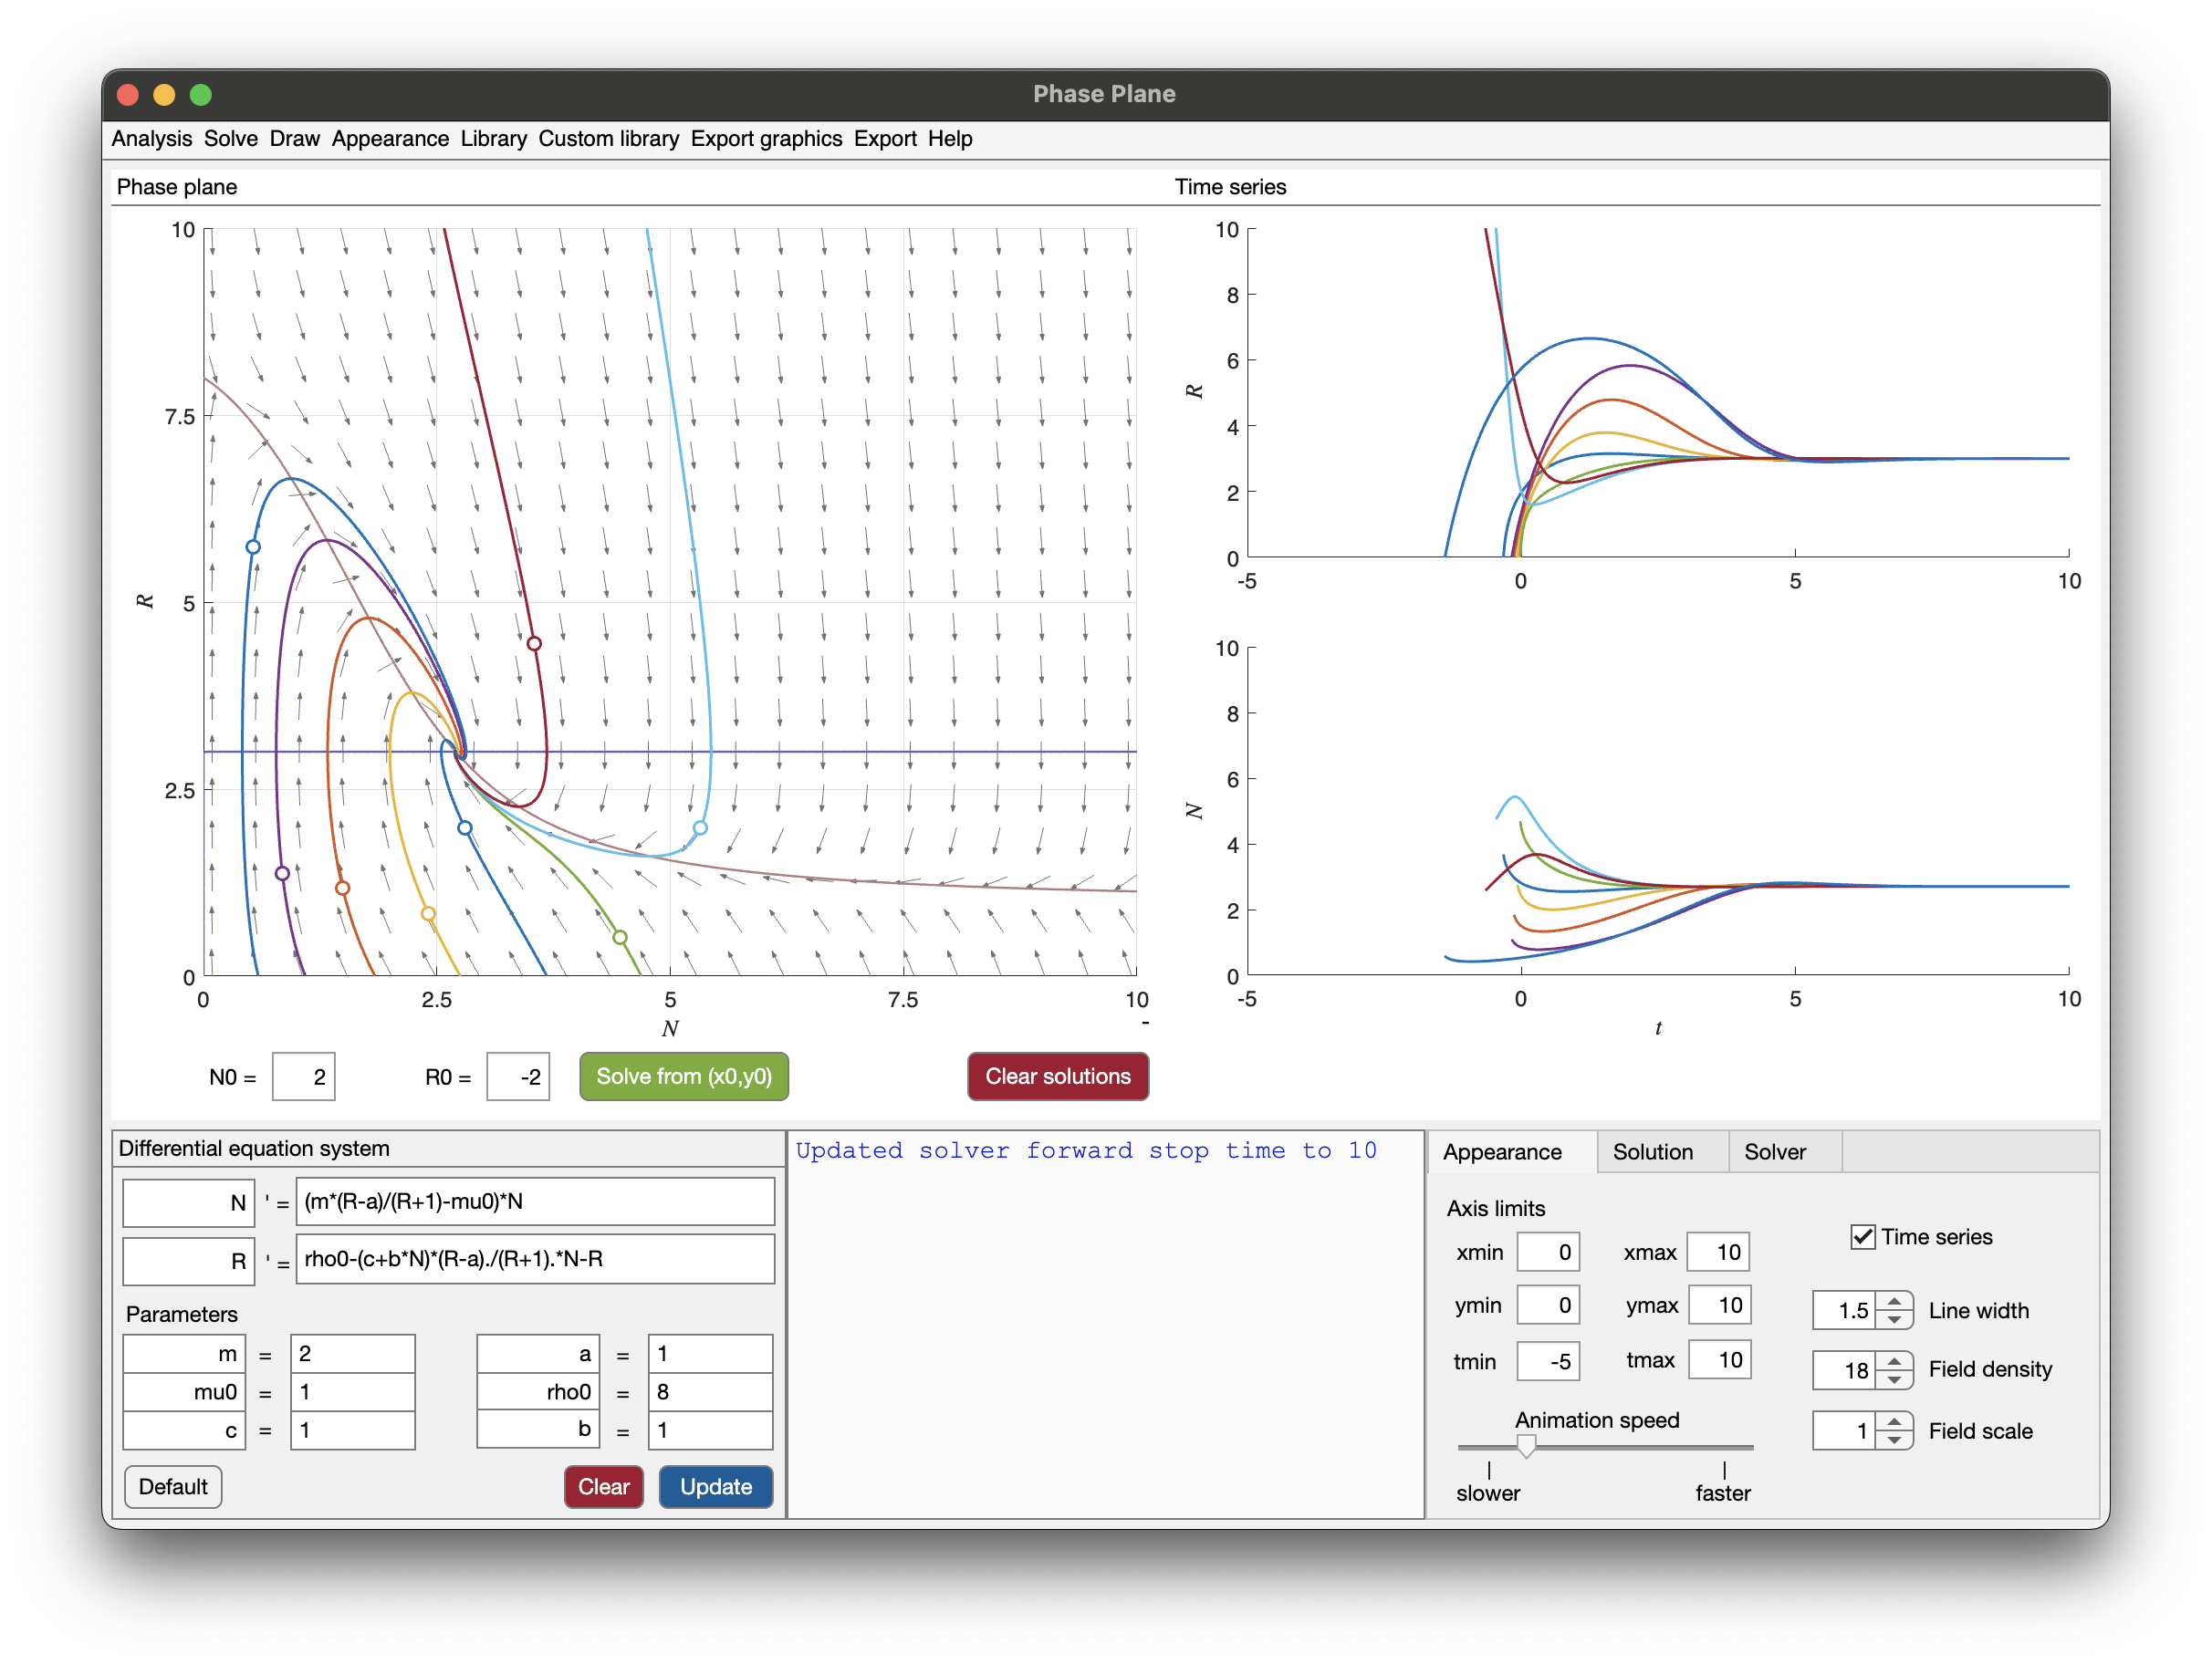 Phase Plane
Analysis Solve Draw Appearance Library Custom library Export graphics Export Help
Phase plane
10
7.5
5
2.5
0
R
0 2.5 5 7.5 10
N
-
Time series
10
8
6
4
2
0
R
-5 0 5 10
10
8
6
4
2
0
N
-5 0 5 10
t
N0 = 2 R0 = -2 Solve from (x0,y0) Clear solutions
Differential equation system
N ' = (m*(R-a)/(R+1)-mu0)*N
R ' = rho0-(c+b*N)*(R-a)./(R+1).*N-R
Parameters
m = 2 a = 1
mu0 = 1 rho0 = 8
c = 1 b = 1
Default Clear Update
Updated solver forward stop time to 10
Appearance Solution Solver
Axis limits
xmin 0 xmax 10
ymin 0 ymax 10
tmin -5 tmax 10
Animation speed
slower faster
Time series
1.5 Line width
18 Field density
1 Field scale